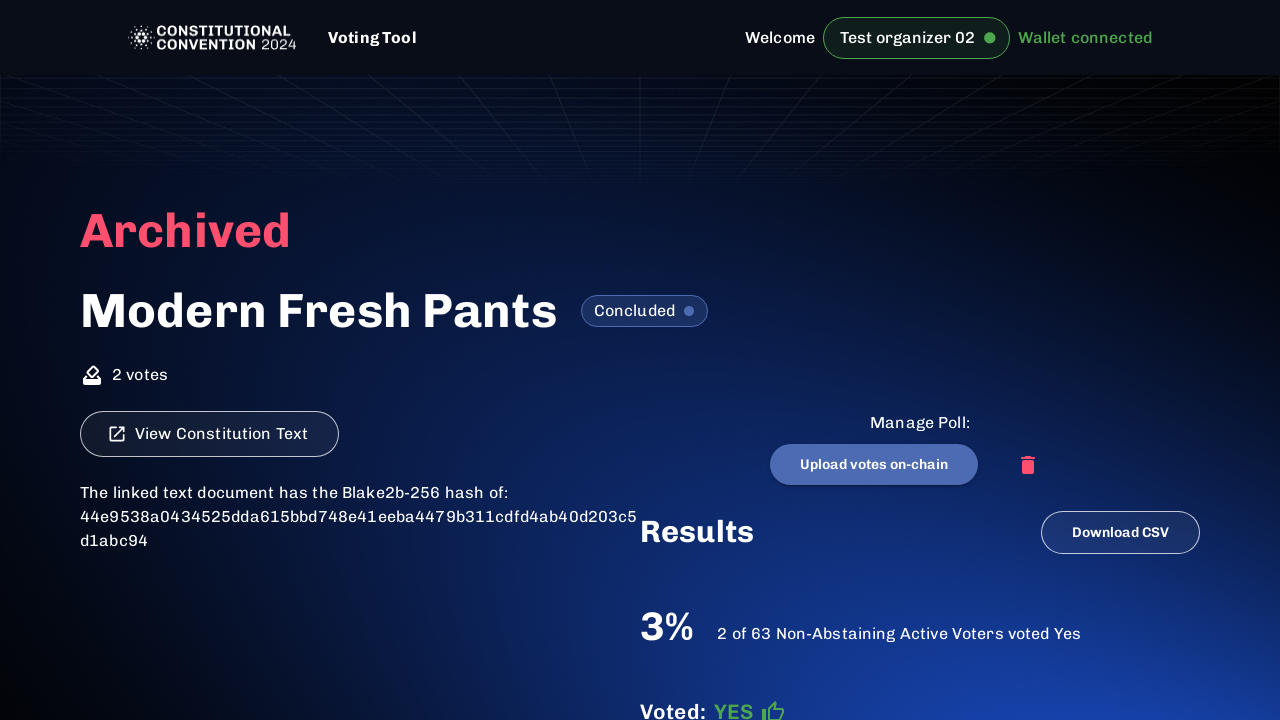 CONSTITUTIONAL
CONVENTION 2024
Voting Tool
Welcome Test organizer 02 Wallet connected
Archived
Modern Fresh Pants Concluded
2 votes
View Constitution Text
Manage Poll:
Upload votes on-chain
The linked text document has the Blake2b-256 hash of:
44e9538a0434525dda615bbd748e41eeba4479b311cdfd4ab40d203c5
d1abc94
Results Download CSV
3% 2 of 63 Non-Abstaining Active Voters voted Yes
Voted: YES